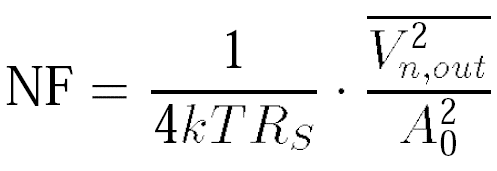 NF = \frac{1}{4kTR_S} \cdot \frac{\overline{V_{n,out}^2}}{A_0^2}